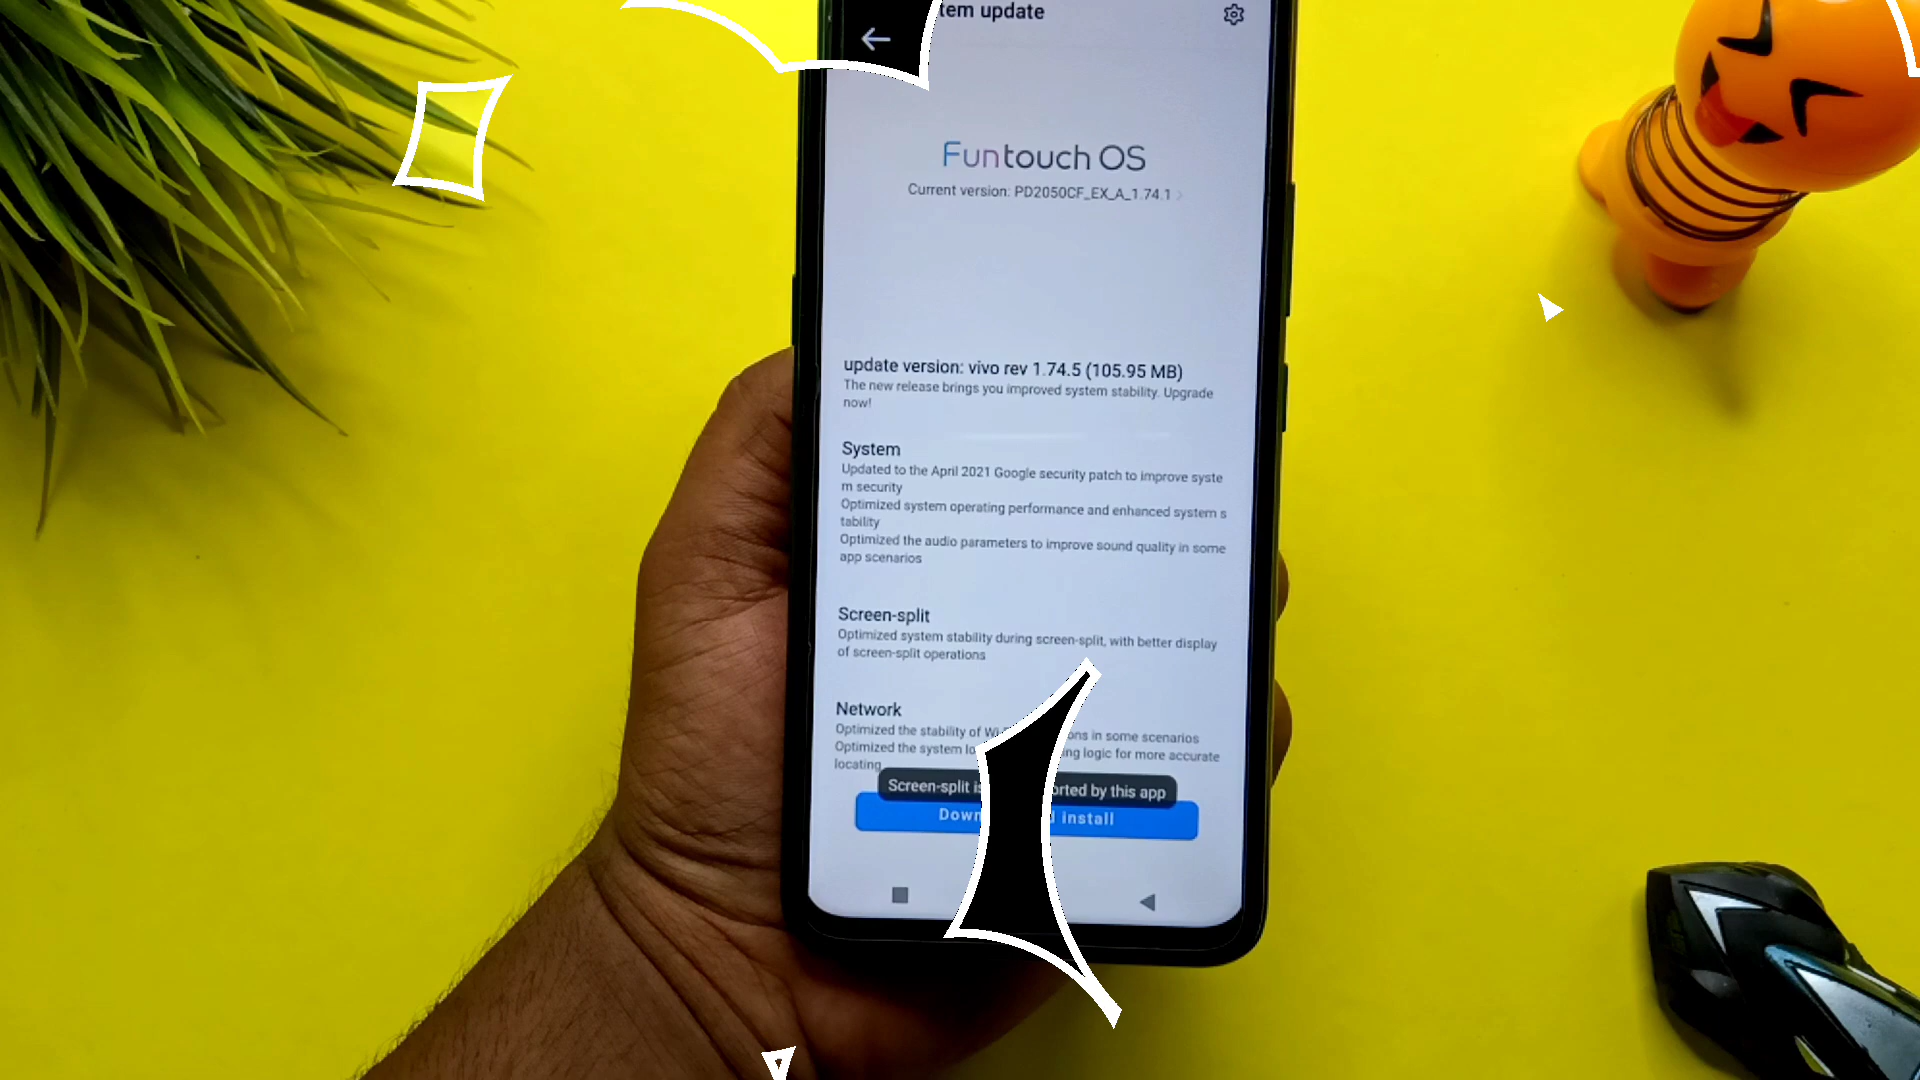 tem update
Funtouch OS
Current version: PD2050CF_EX_A_1.74.1
update version: vivo rev 1.74.5 (105.95 MB)
The new release brings you improved system stability. Upgrade
now!
System
Updated to the April 2021 Google security patch to improve syste
m security
Optimized system operating performance and enhanced system s
tability
Optimized the audio parameters to improve sound quality in some
app scenarios
Screen-split
Optimized system stability during screen-split, with better display
of screen-split operations
Network
Optimized the stability of ons in some scenarios
Optimized the system logic for more accurate
locating
Screen-split by this app
install